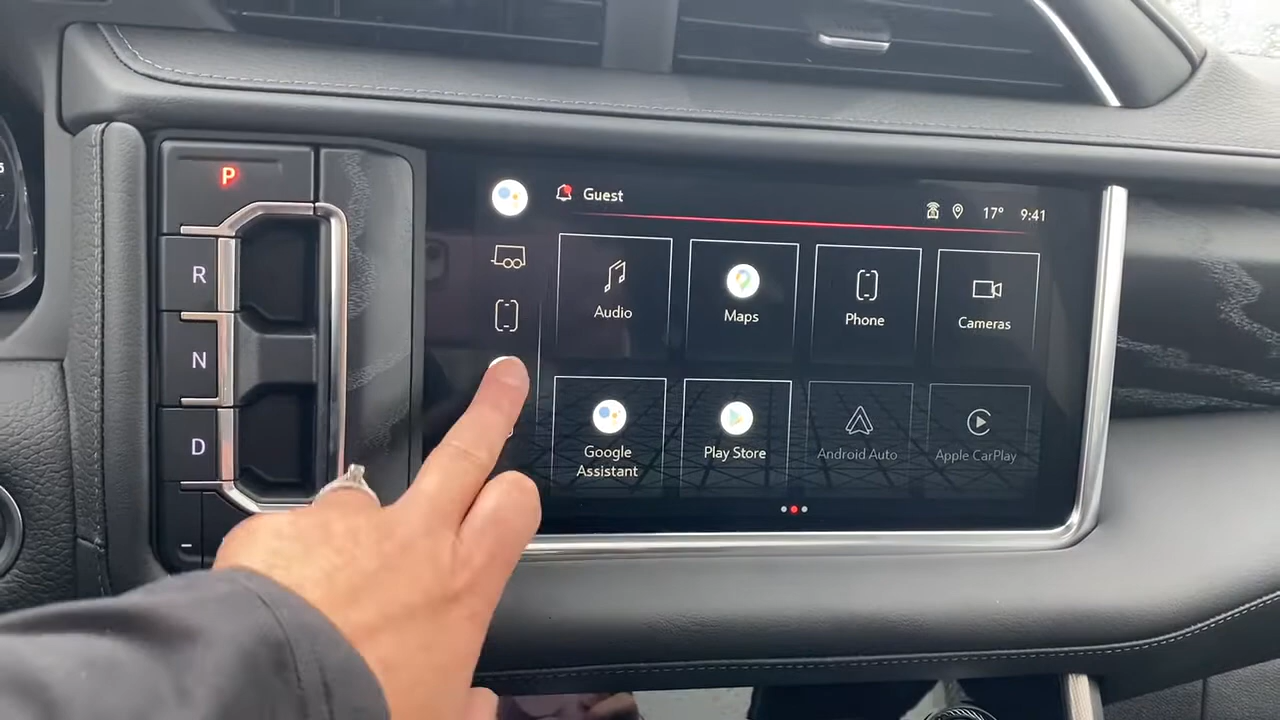 P
R
N
D
Guest
17° 9:41
Audio
Maps
Phone
Cameras
Google
Assistant
Play Store
Android Auto
Apple CarPlay